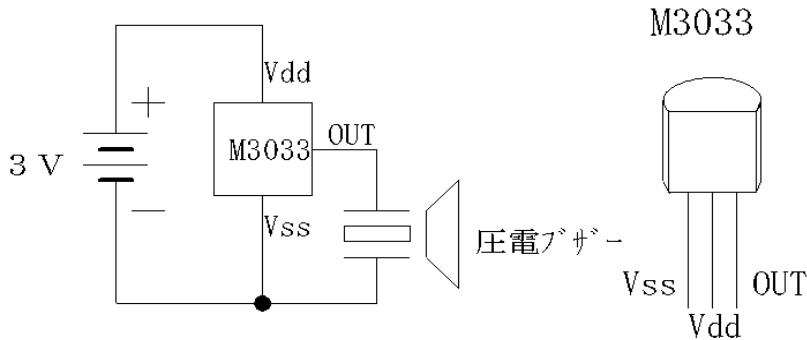 M3033
Vdd
+
OUT
M3033
3 V
−
Vss
圧電ブザー
Vss
OUT
Vdd